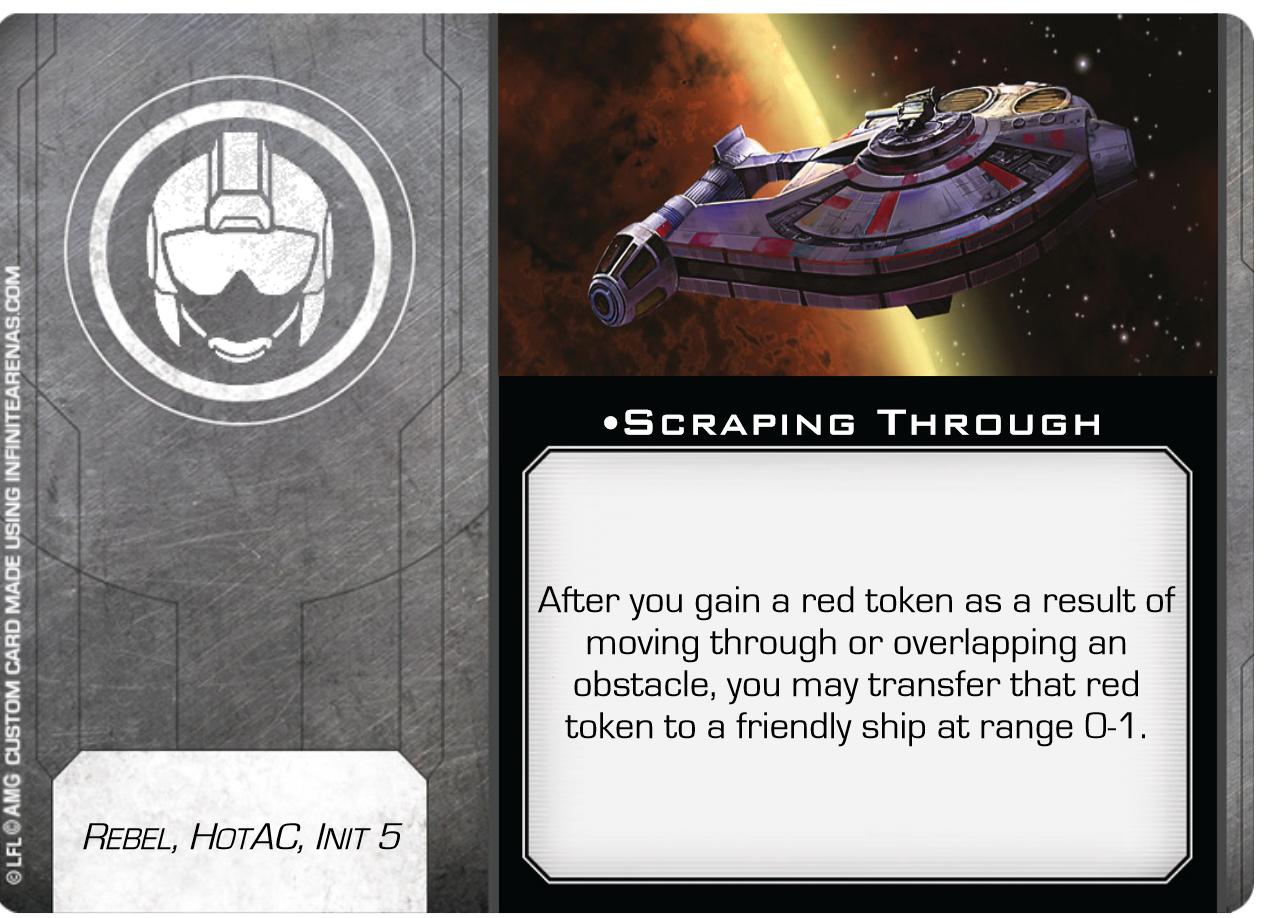 •Scraping Through
After you gain a red token as a result of
moving through or overlapping an
obstacle, you may transfer that red
token to a friendly ship at range 0-1.
Rebel, HotAC, Init 5
©LFL ©AMG CUSTOM CARD MADE USING INFINITEARENAS.COM